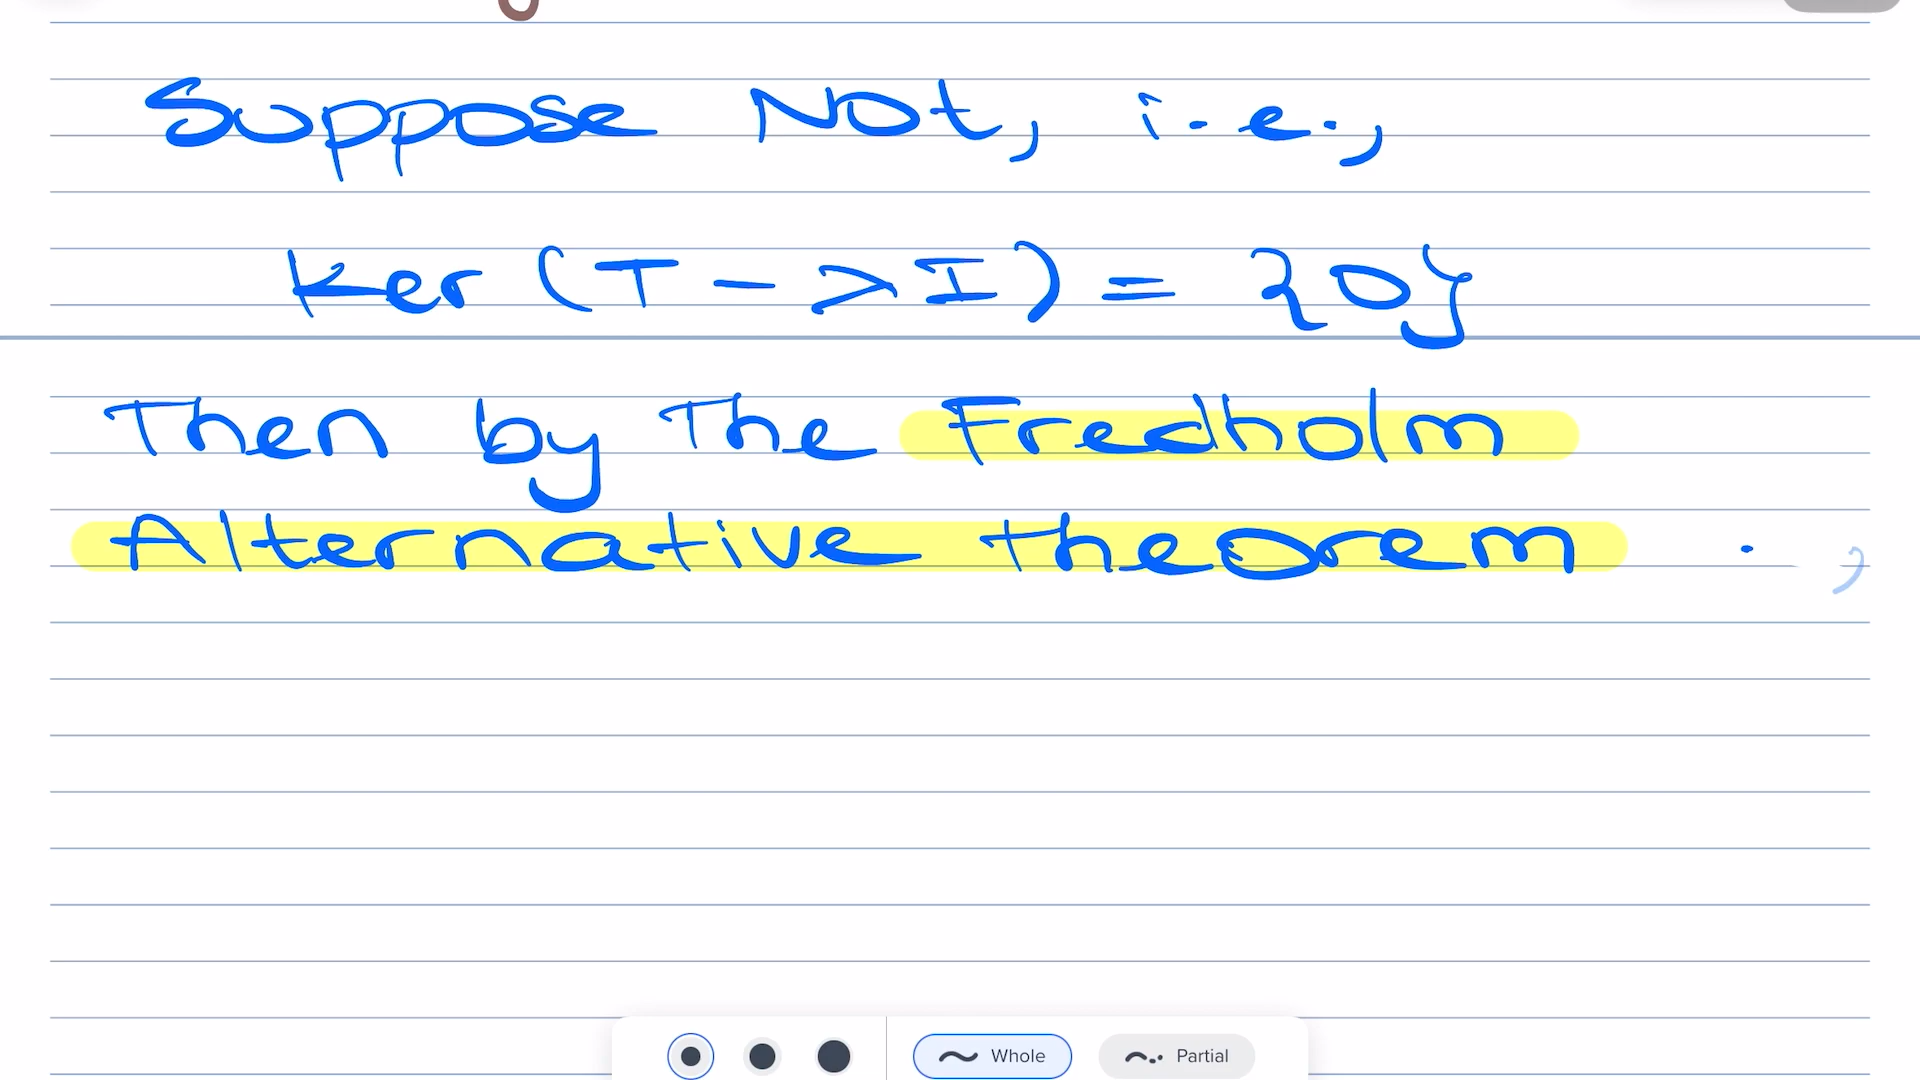 Suppose Not, i.e.,
ker (T - λI) = {0}
Then by The Fredholm
Alternative theorem .,
Whole Partial